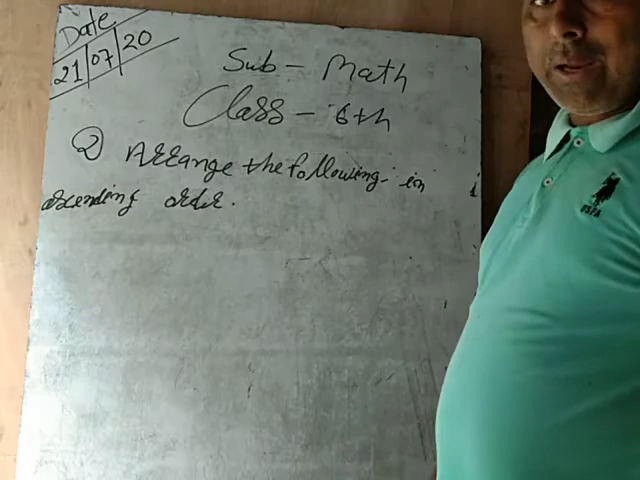 Date
21/07/20
Sub - Math
Class - 6th
Q Arrange the following in
ascending order.
USPA